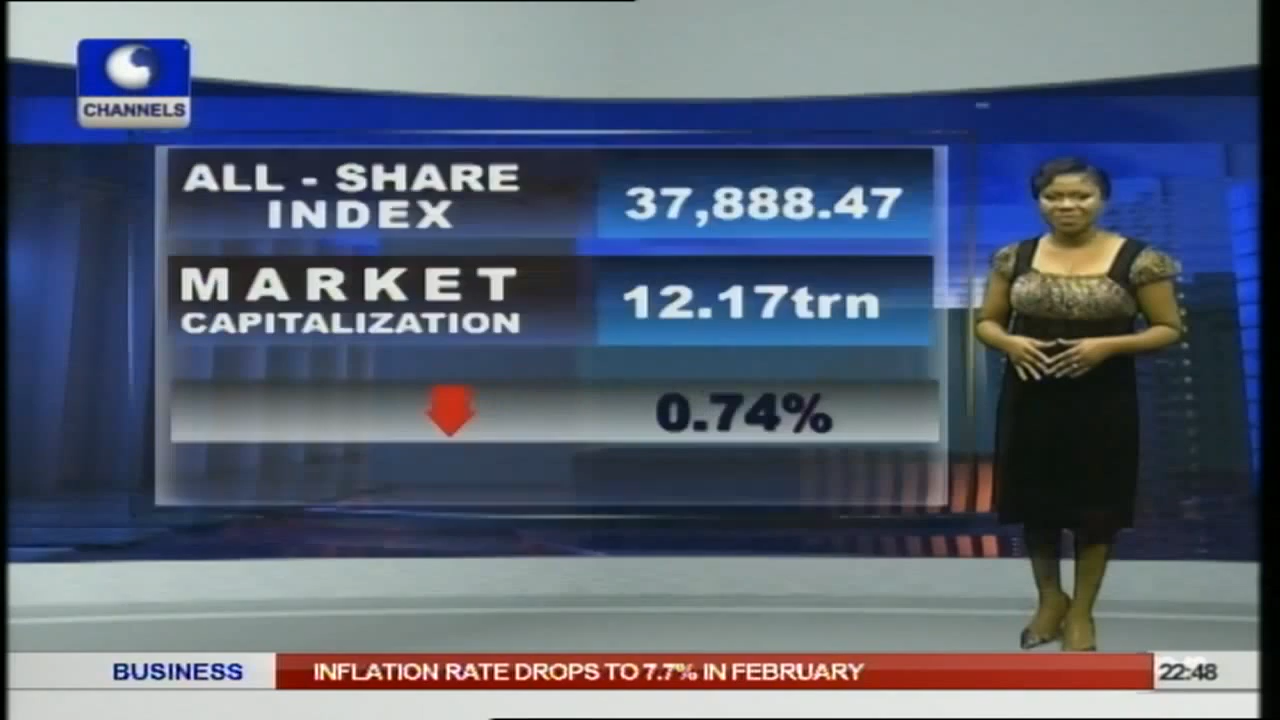 CHANNELS
ALL - SHARE
INDEX
37,888.47
MARKET
CAPITALIZATION
12.17trn
0.74%
BUSINESS
INFLATION RATE DROPS TO 7.7% IN FEBRUARY
22:48